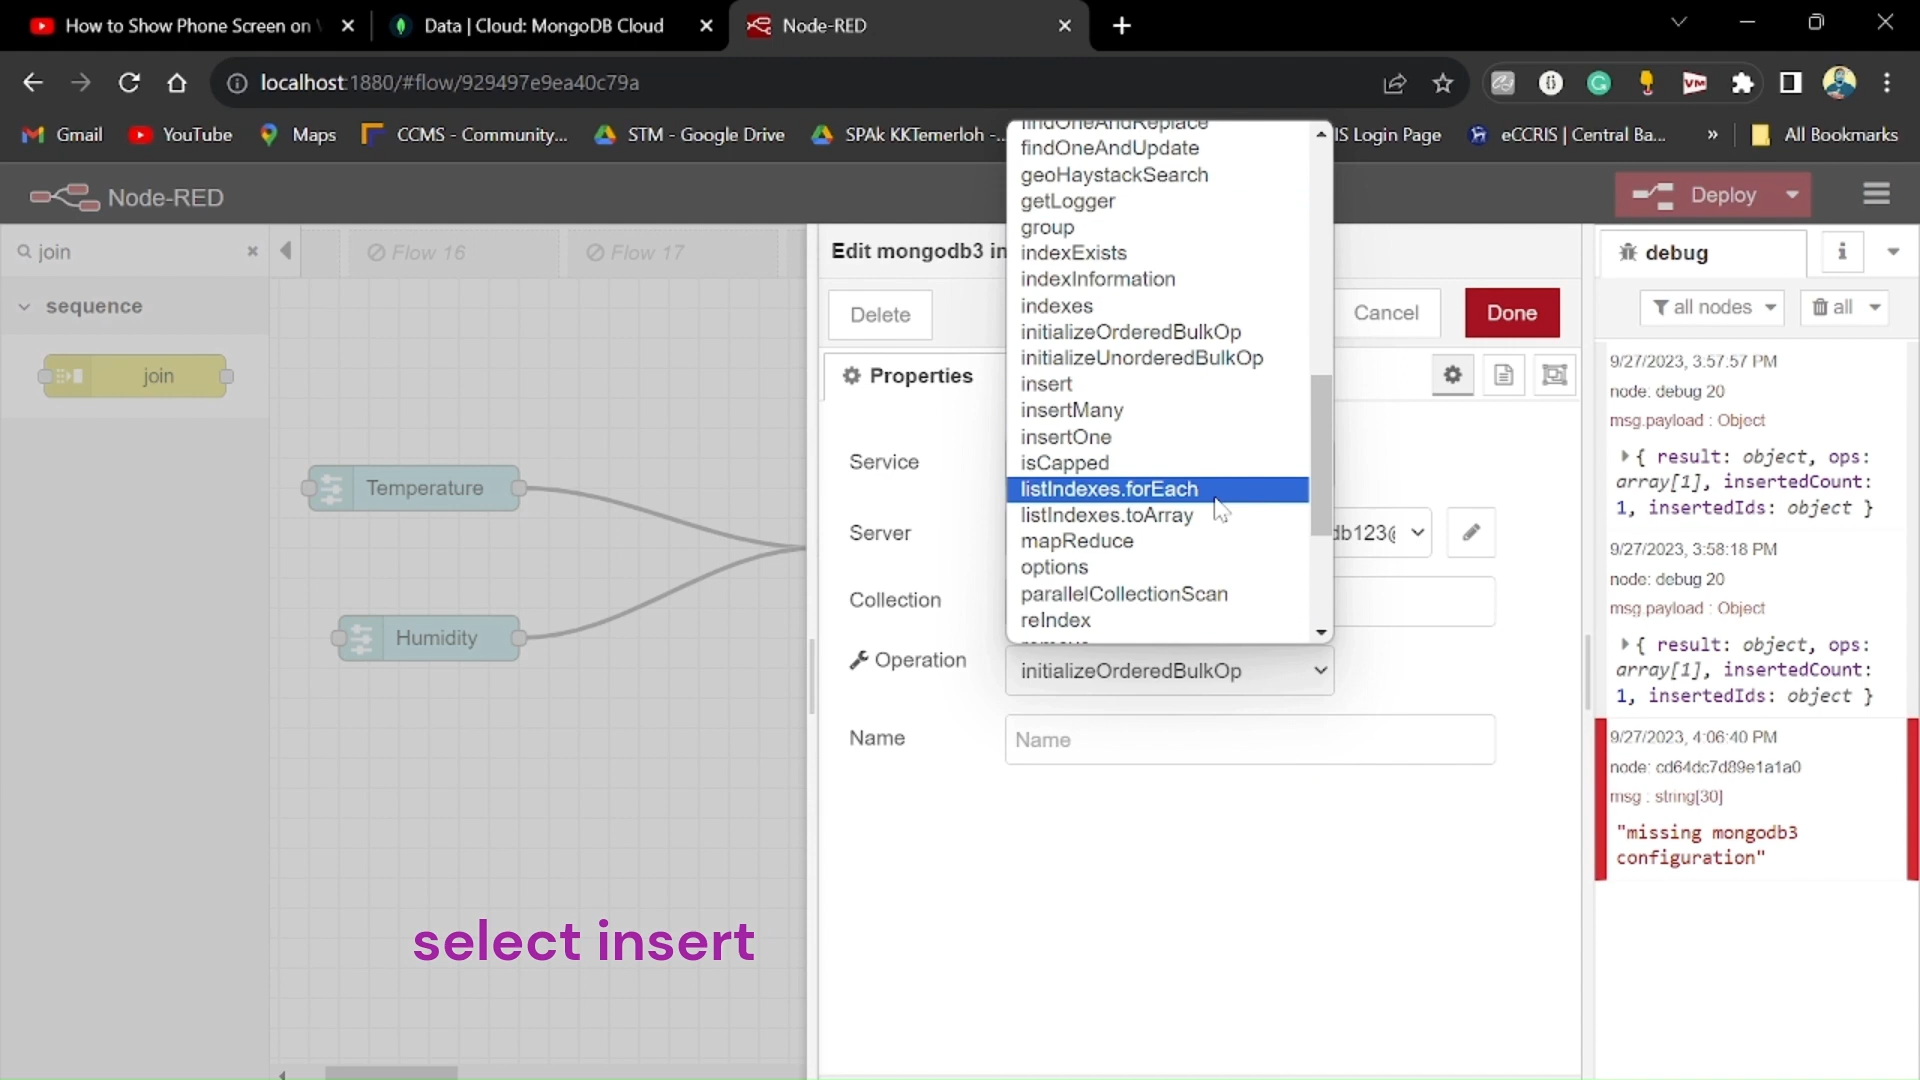 How to Show Phone Screen on
Data | Cloud: MongoDB Cloud
Node-RED
localhost:1880/#flow/929497e9ea40c79a
Gmail
YouTube
Maps
CCMS - Community...
STM - Google Drive
SPAk KKTemerloh -...
IS Login Page
eCCRIS | Central Ba...
»
All Bookmarks
Node-RED
Deploy
join
Flow 16
Flow 17
sequence
join
Temperature
Humidity
Edit mongodb3 in
Delete
Cancel
Done
Properties
Service
Server
db123@
Collection
Operation
initializeOrderedBulkOp
Name
Name
findOneAndReplace
findOneAndUpdate
geoHaystackSearch
getLogger
group
indexExists
indexInformation
indexes
initializeOrderedBulkOp
initializeUnorderedBulkOp
insert
insertMany
insertOne
isCapped
listIndexes.forEach
listIndexes.toArray
mapReduce
options
parallelCollectionScan
reIndex
debug
i
all nodes
all
9/27/2023, 3:57:57 PM
node: debug 20
msg.payload : Object
{ result: object, ops:
array[1], insertedCount:
1, insertedIds: object }
9/27/2023, 3:58:18 PM
node: debug 20
msg.payload : Object
{ result: object, ops:
array[1], insertedCount:
1, insertedIds: object }
9/27/2023, 4:06:40 PM
node: cd64dc7d89e1a1a0
msg : string[30]
"missing mongodb3
configuration"
select insert